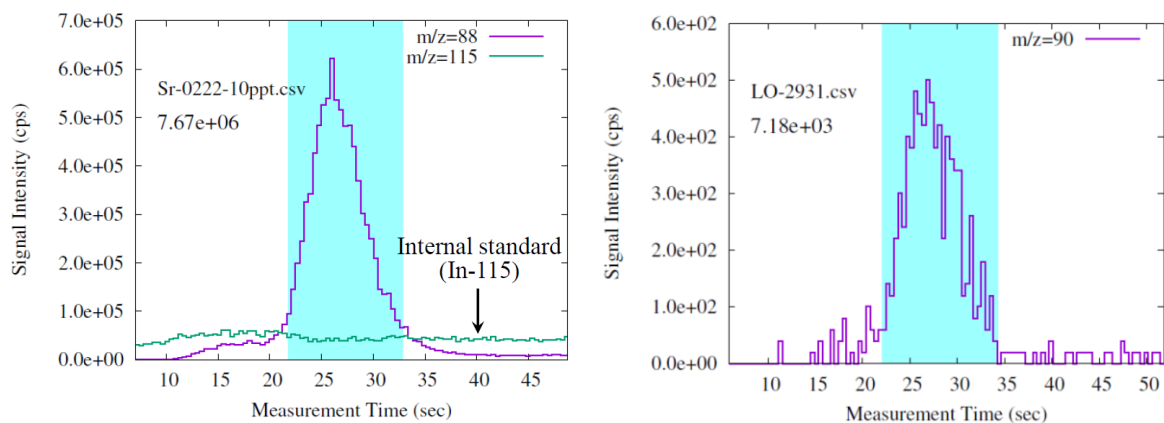 7.0e+05
6.0e+05
5.0e+05
4.0e+05
3.0e+05
2.0e+05
1.0e+05
0.0e+00
Signal Intensity (cps)
m/z=88
m/z=115
Sr-0222-10ppt.csv
7.67e+06
Internal standard
(In-115)
10 15 20 25 30 35 40 45
Measurement Time (sec)
6.0e+02
5.0e+02
4.0e+02
3.0e+02
2.0e+02
1.0e+02
0.0e+00
Signal Intensity (cps)
m/z=90
LO-2931.csv
7.18e+03
10 15 20 25 30 35 40 45 50
Measurement Time (sec)